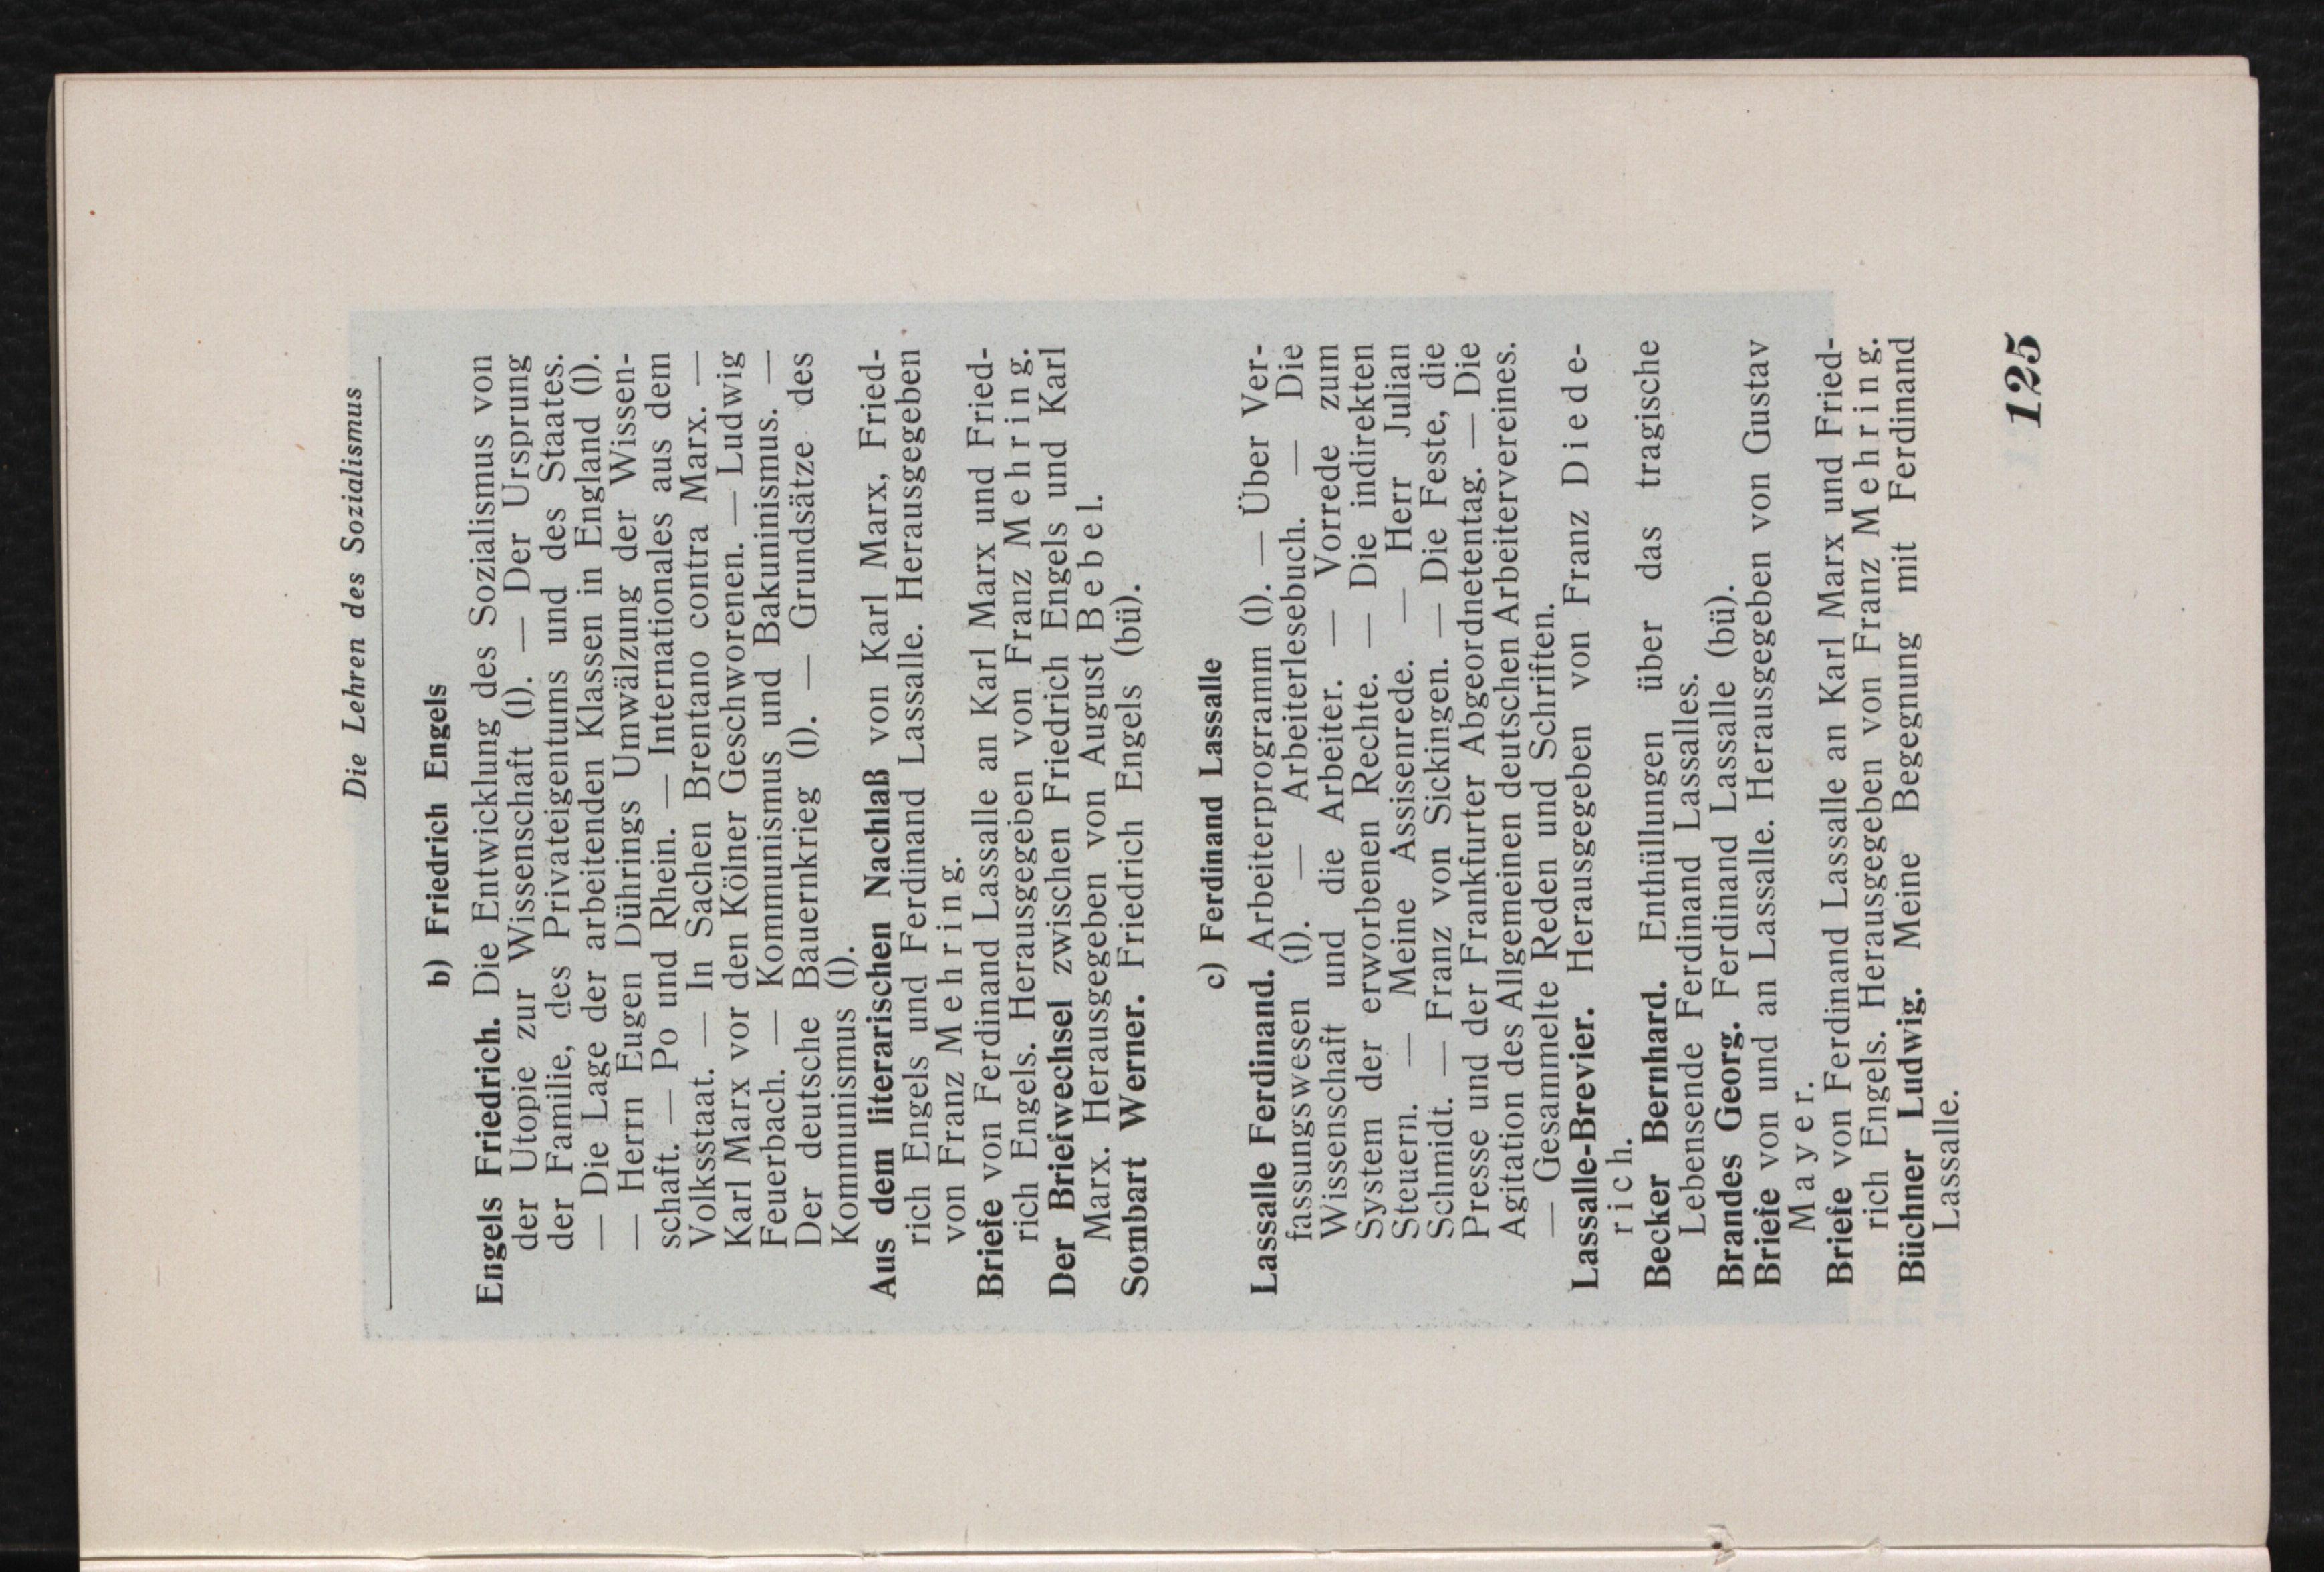 Die Lehren des Sozialismus
b) Friedrich Engels
Engels Friedrich. Die Entwicklung des Sozialismus von
der Utopie zur Wissenschaft (l). — Der Ursprung
der Familie, des Privateigentums und des Staates.
— Die Lage der arbeitenden Klassen in England (l).
— Herrn Eugen Dührings Umwälzung der Wissen-
schaft. — Po und Rhein. — Internationales aus dem
Volksstaat. — In Sachen Brentano contra Marx. —
Karl Marx vor den Kölner Geschworenen. — Ludwig
Feuerbach. — Kommunismus und Bakuninismus. —
Der deutsche Bauernkrieg (l). — Grundsätze des
Kommunismus (l).
Aus dem literarischen Nachlaß von Karl Marx, Fried-
rich Engels und Ferdinand Lassalle. Herausgegeben
von Franz Mehring.
Briefe von Ferdinand Lassalle an Karl Marx und Fried-
rich Engels. Herausgegeben von Franz Mehring.
Der Briefwechsel zwischen Friedrich Engels und Karl
Marx. Herausgegeben von August Bebel.
Sombart Werner. Friedrich Engels (bü).
c) Ferdinand Lassalle
Lassalle Ferdinand. Arbeiterprogramm (l). — Über Ver-
fassungswesen (l). — Arbeiterlesebuch. — Die
Wissenschaft und die Arbeiter. — Vorrede zum
System der erworbenen Rechte. — Die indirekten
Steuern. — Meine Assisenrede. — Herr Julian
Schmidt. — Franz von Sickingen. — Die Feste, die
Presse und der Frankfurter Abgeordnetentag. — Die
Agitation des Allgemeinen deutschen Arbeitervereines.
— Gesammelte Reden und Schriften.
Lassalle-Brevier. Herausgegeben von Franz Diede-
rich.
Becker Bernhard. Enthüllungen über das tragische
Lebensende Ferdinand Lassalles.
Brandes Georg. Ferdinand Lassalle (bü).
Briefe von und an Lassalle. Herausgegeben von Gustav
Mayer.
Briefe von Ferdinand Lassalle an Karl Marx und Fried-
rich Engels. Herausgegeben von Franz Mehring.
Büchner Ludwig. Meine Begegnung mit Ferdinand
Lassalle.
125